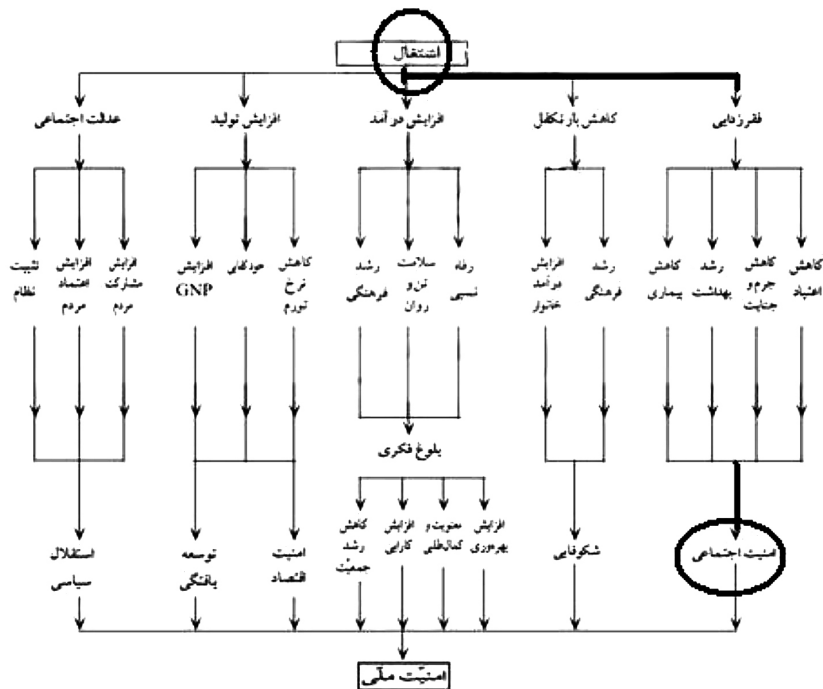 اشتغال
فقرزدایی
کاهش بار تکفل
افزایش درآمد
افزایش تولید
عدالت اجتماعی
کاهش
اعتیاد
کاهش
جرم و
جنایت
رشد
بهداشت
کاهش
بیماری
رشد
فرهنگی
افزایش
درآمد
خانوار
رفاه
نسبی
سلامت
تن و
روان
رشد
فرهنگی
کاهش
نرخ
تورم
خودکفایی
افزایش
GNP
افزایش
مشارکت
مردم
افزایش
اعتماد
مردم
تثبیت
نظام
بلوغ فکری
افزایش
بهره‌وری
معنویت و
کمال‌طلبی
افزایش
کارایی
کاهش
رشد
جمعیّت
امنیت اجتماعی
شکوفایی
امنیت
اقتصاد
توسعه
یافتگی
استقلال
سیاسی
امنیّت ملّی